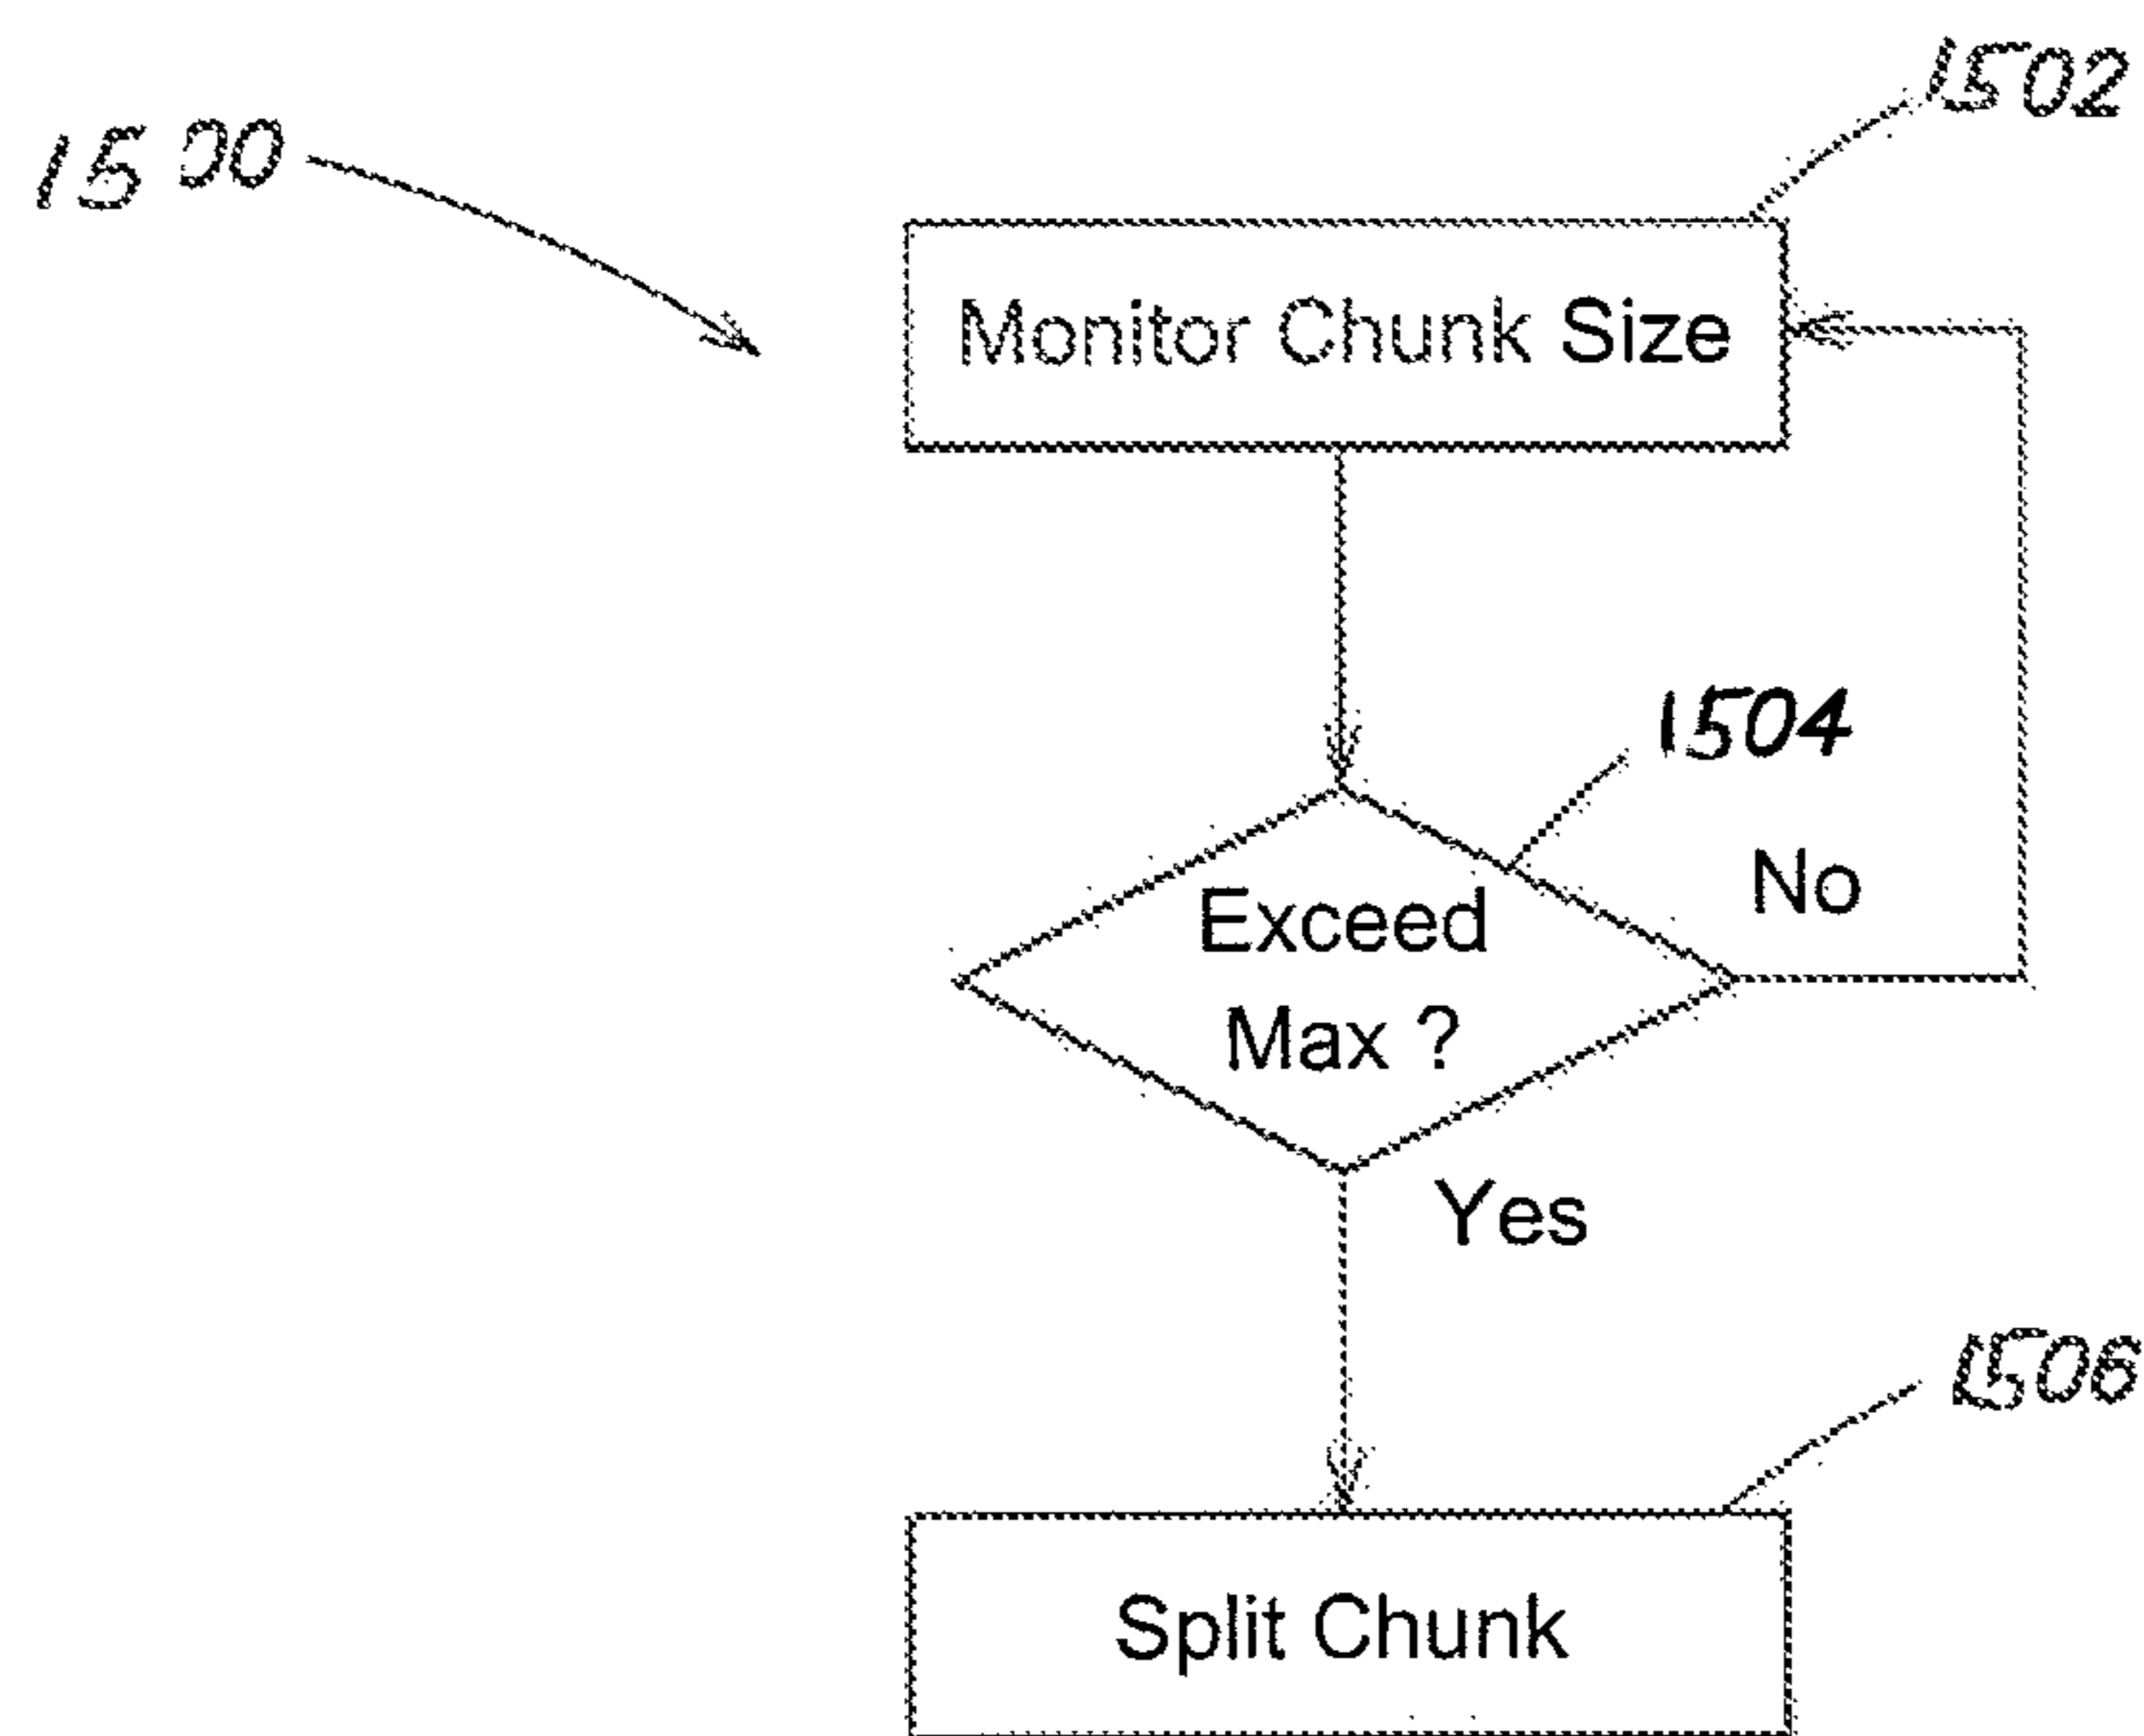 1502
1500
Monitor Chunk Size
1504
No
Exceed
Max ?
Yes
1506
Split Chunk